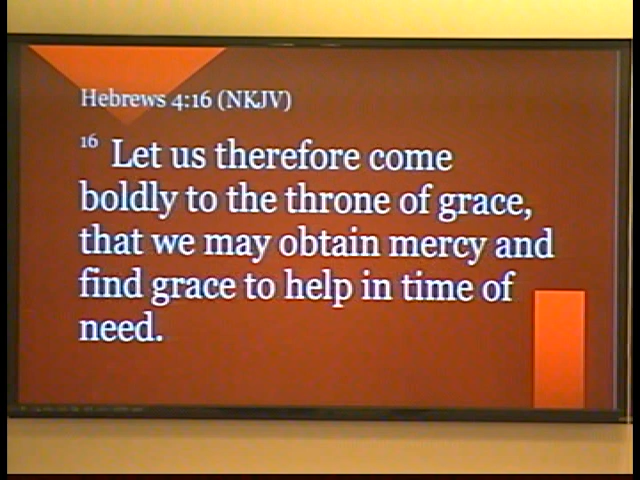 Hebrews 4:16 (NKJV)
16 Let us therefore come
boldly to the throne of grace,
that we may obtain mercy and
find grace to help in time of
need.